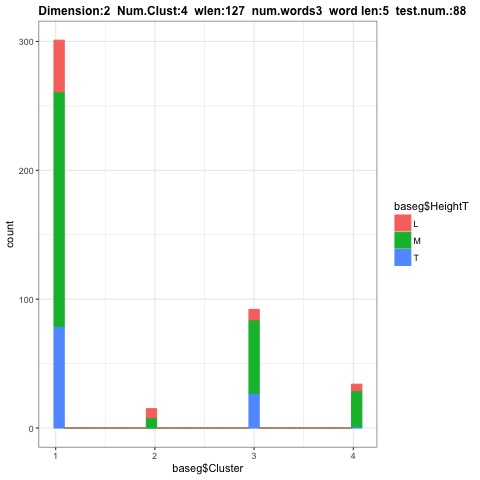 Dimension:2 Num.Clust:4 wlen:127 num.words3 word len:5 test.num.:88
300
200
100
0
count
1 2 3 4
baseg$Cluster
baseg$HeightT
L
M
T